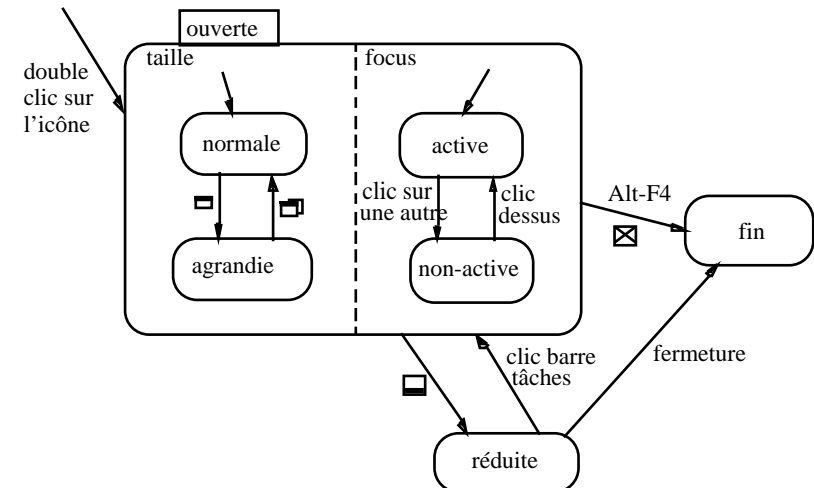 ouverte
taille
focus
double
clic sur
l'icône
normale
active
clic sur
une autre
clic
dessus
Alt-F4
fin
agrandie
non-active
clic barre
tâches
fermeture
réduite